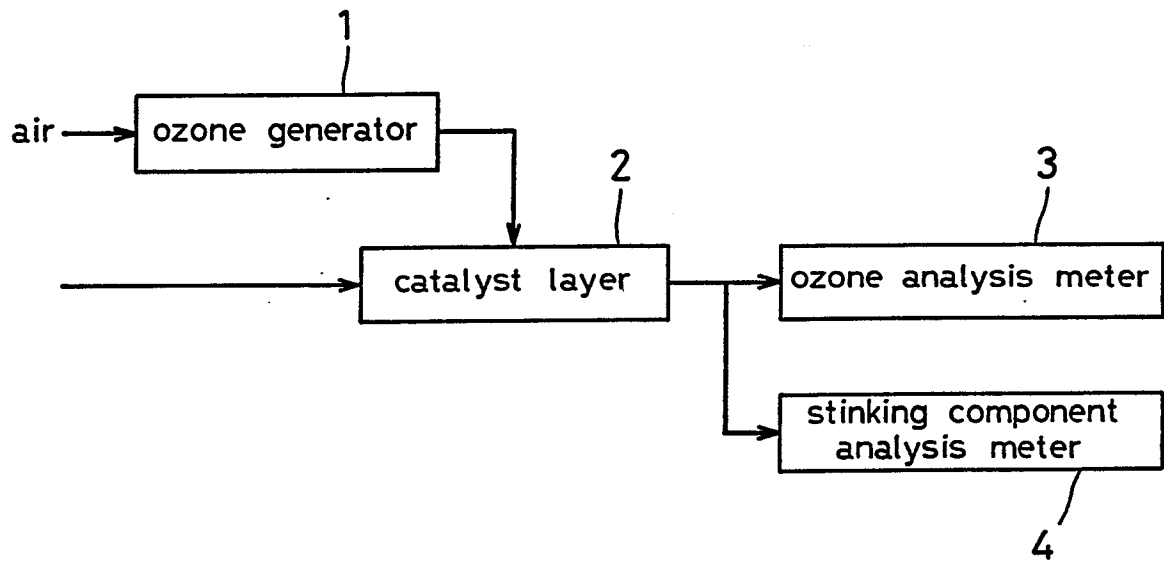 1
air
ozone generator
2
3
catalyst layer
ozone analysis meter
stinking component
analysis meter
4